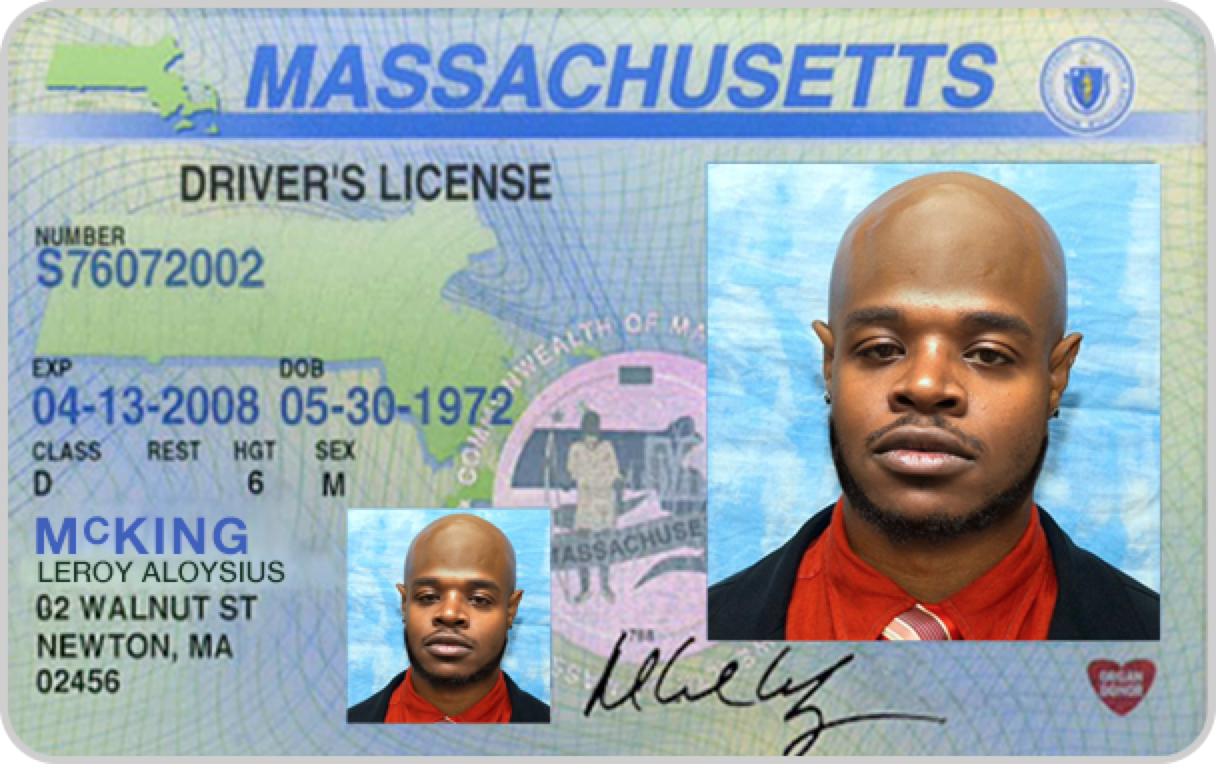 MASSACHUSETTS
DRIVER'S LICENSE
NUMBER
S76072002
EXP DOB
04-13-2008 05-30-1972
CLASS REST HGT SEX
D 6 M
McKING
LEROY ALOYSIUS
02 WALNUT ST
NEWTON, MA
02456
COMMONWEALTH OF MA
MASSACHUSE
ORGAN
DONOR